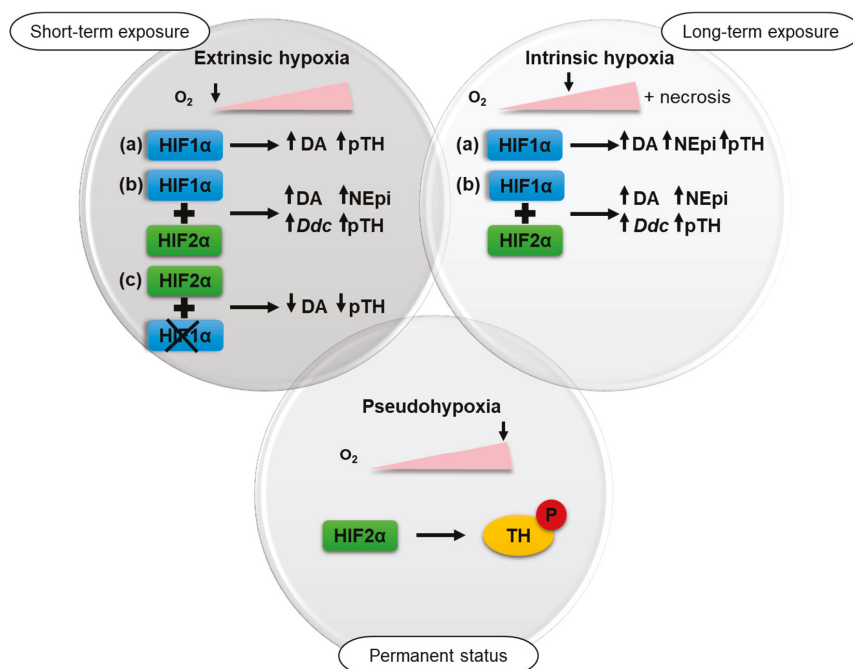 Short-term exposure
Extrinsic hypoxia
O₂
(a) HIF1α ↑ DA ↑ pTH
(b) HIF1α
+
HIF2α
↑ DA ↑NEpi
↑ Ddc ↑pTH
(c) HIF2α
+
HIF1α
↓ DA ↓ pTH
Long-term exposure
Intrinsic hypoxia
O₂ + necrosis
(a) HIF1α ↑ DA ↑NEpi ↑pTH
(b) HIF1α
+
HIF2α
↑ DA ↑ NEpi
↑ Ddc ↑pTH
Pseudohypoxia
O₂
HIF2α TH P
Permanent status